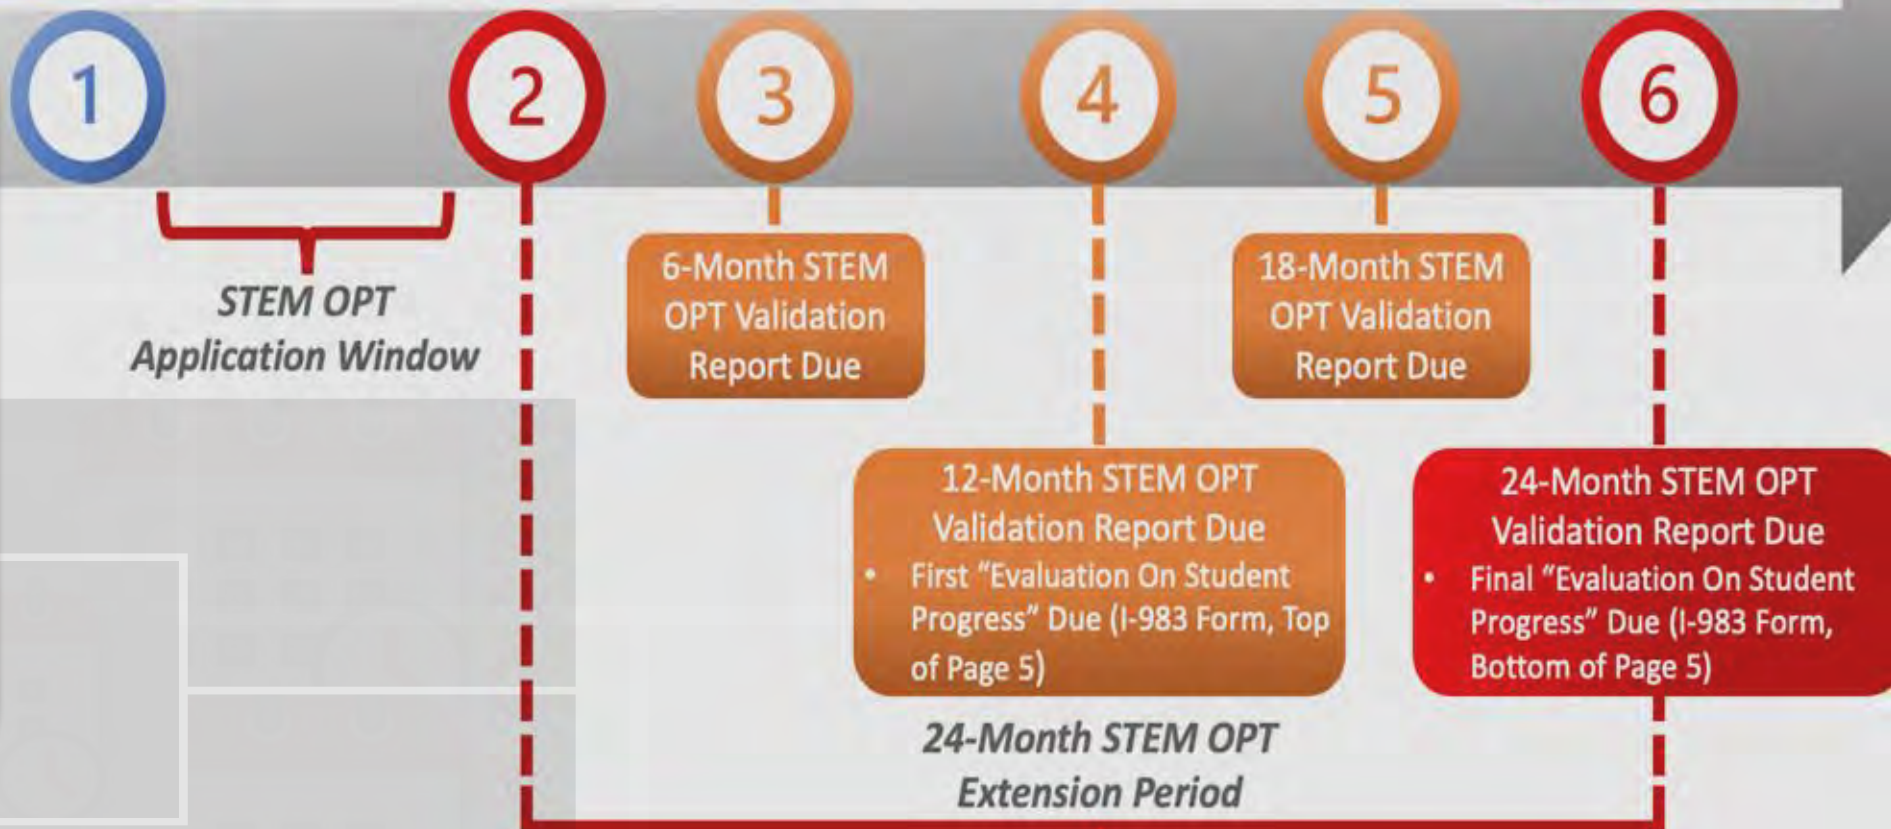 1
2
3
4
5
6
STEM OPT
Application Window
6-Month STEM
OPT Validation
Report Due
18-Month STEM
OPT Validation
Report Due
12-Month STEM OPT
Validation Report Due
• First “Evaluation On Student
Progress” Due (I-983 Form, Top
of Page 5)
24-Month STEM OPT
Validation Report Due
• Final “Evaluation On Student
Progress” Due (I-983 Form,
Bottom of Page 5)
24-Month STEM OPT
Extension Period